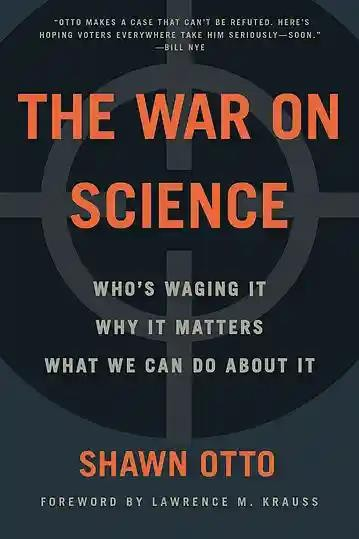 "OTTO MAKES A CASE THAT CAN'T BE REFUTED. HERE'S
HOPING VOTERS EVERYWHERE TAKE HIM SERIOUSLY—SOON."
—BILL NYE
THE WAR ON
SCIENCE
WHO'S WAGING IT
WHY IT MATTERS
WHAT WE CAN DO ABOUT IT
SHAWN OTTO
FOREWORD BY LAWRENCE M. KRAUSS